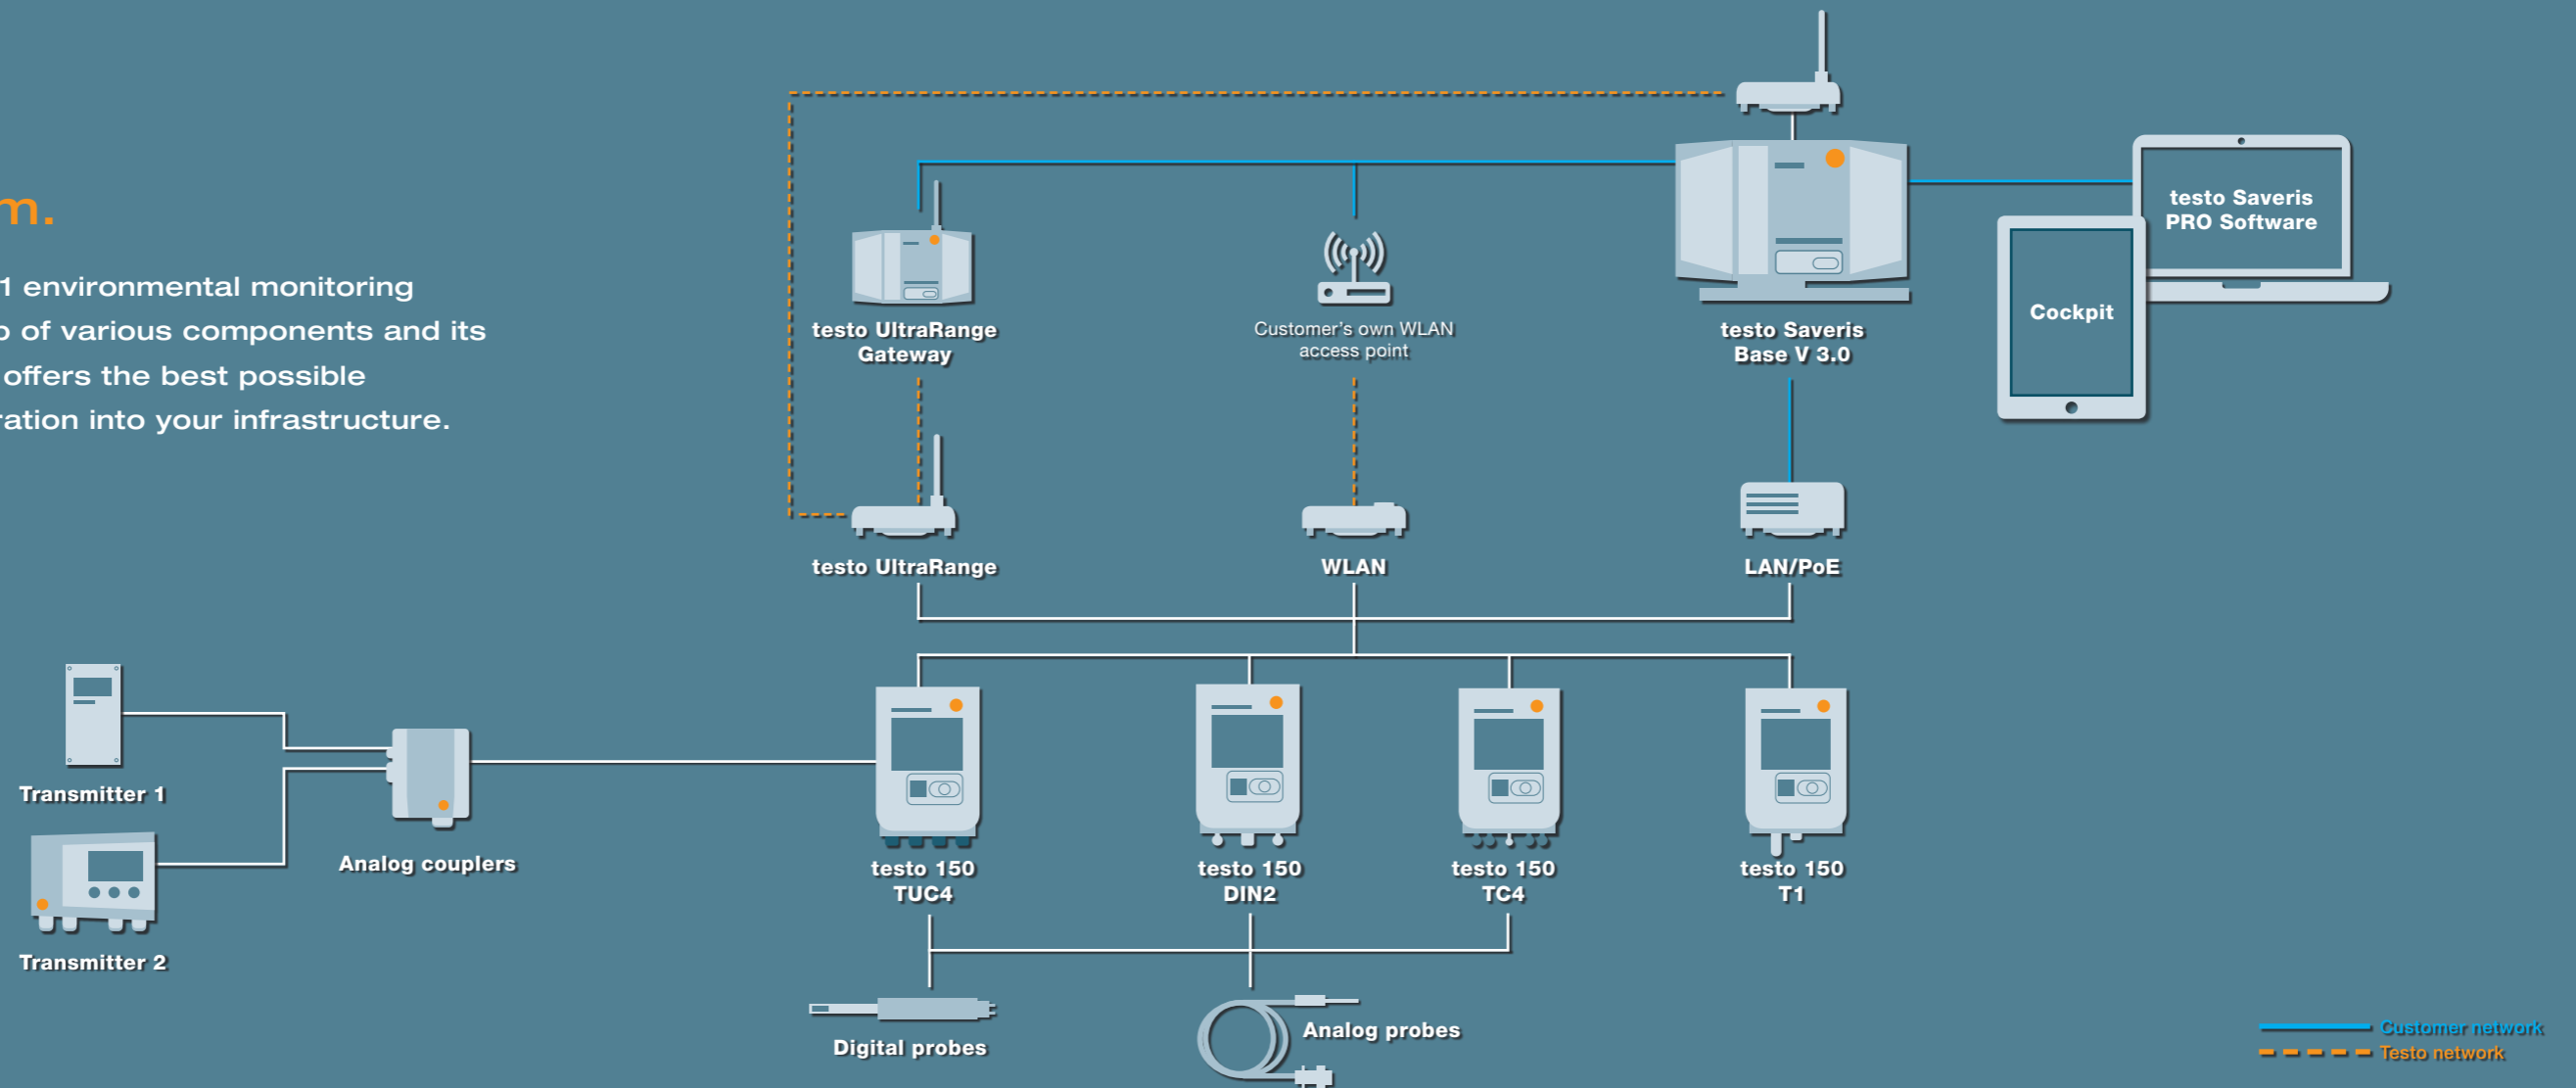 m.
1 environmental monitoring
o of various components and its
offers the best possible
ration into your infrastructure.
testo UltraRange
Gateway
Customer's own WLAN
access point
testo Saveris
Base V 3.0
testo Saveris
PRO Software
Cockpit
testo UltraRange
WLAN
LAN/PoE
Transmitter 1
Transmitter 2
Analog couplers
testo 150
TUC4
testo 150
DIN2
testo 150
TC4
testo 150
T1
Digital probes
Analog probes
Customer network
Testo network